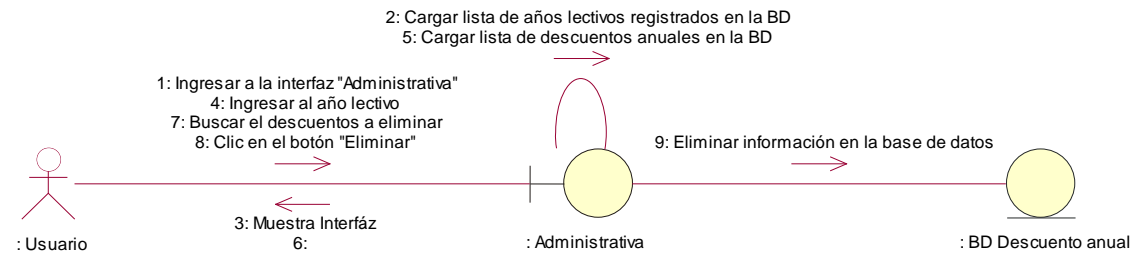 2: Cargar lista de años lectivos registrados en la BD
5: Cargar lista de descuentos anuales en la BD
1: Ingresar a la interfaz "Administrativa"
4: Ingresar al año lectivo
7: Buscar el descuentos a eliminar
8: Clic en el botón "Eliminar"
9: Eliminar información en la base de datos
3: Muestra Interfáz
6:
: Usuario
: Administrativa
: BD Descuento anual